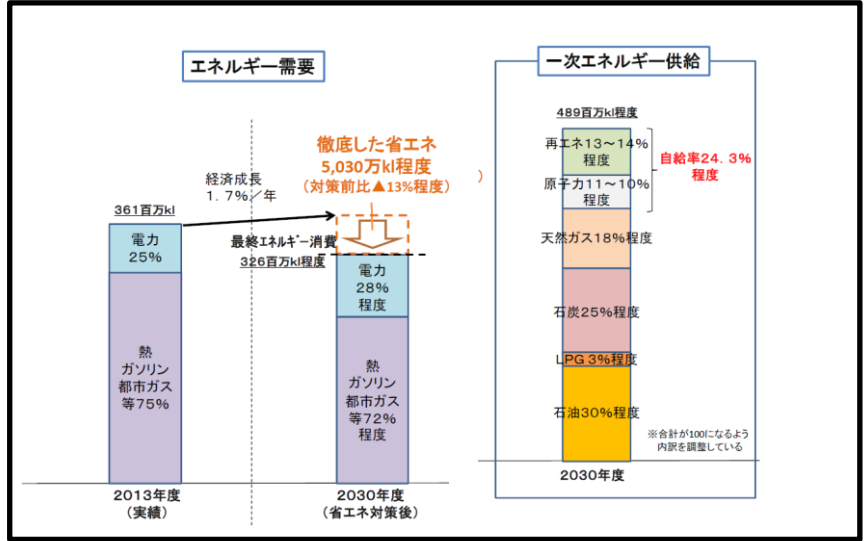 エネルギー需要
徹底した省エネ
5,030万kl程度
(対策前比▲13%程度)
経済成長
1.7%/年
361百万kl
電力
25%
熱
ガソリン
都市ガス
等75%
2013年度
(実績)
最終エネルギー消費
326百万kl程度
電力
28%
程度
熱
ガソリン
都市ガス
等72%
程度
2030年度
(省エネ対策後)
)
一次エネルギー供給
489百万kl程度
再エネ13~14%
程度
原子力11~10%
程度
自給率24.3%
程度
天然ガス18%程度
石炭25%程度
LPG 3%程度
石油30%程度
※合計が100になるよう
内訳を調整している
2030年度